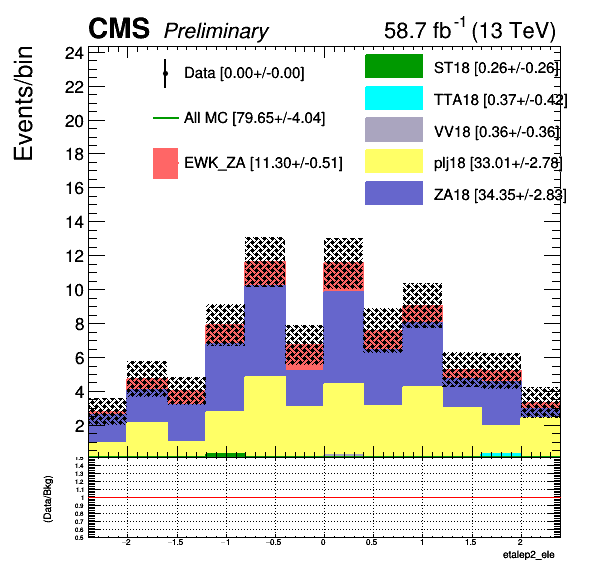 CMS Preliminary 58.7 fb⁻¹ (13 TeV)
Events/bin
24
22
20
18
16
14
12
10
8
6
4
2
Data [0.00+/-0.00]
All MC [79.65+/-4.04]
EWK_ZA [11.30+/-0.51]
ST18 [0.26+/-0.26]
TTA18 [0.37+/-0.42]
VV18 [0.36+/-0.36]
plj18 [33.01+/-2.78]
ZA18 [34.35+/-2.83]
(Data/Bkg)
1.5
1.4
1.3
1.2
1.1
1
0.9
0.8
0.7
0.6
0.5
−2 −1.5 −1 −0.5 0 0.5 1 1.5 2
etalep2_ele